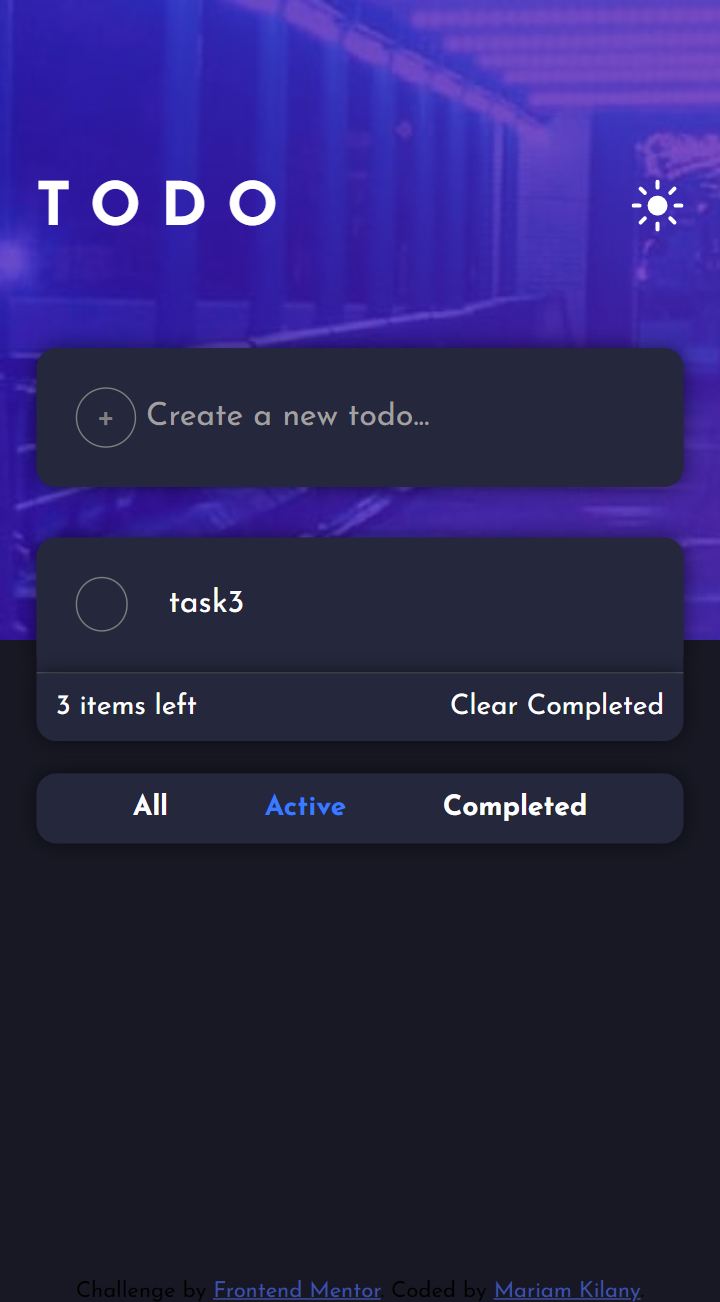 TODO
+ Create a new todo...
task3
3 items left Clear Completed
All Active Completed
Challenge by Frontend Mentor. Coded by Mariam Kilany.